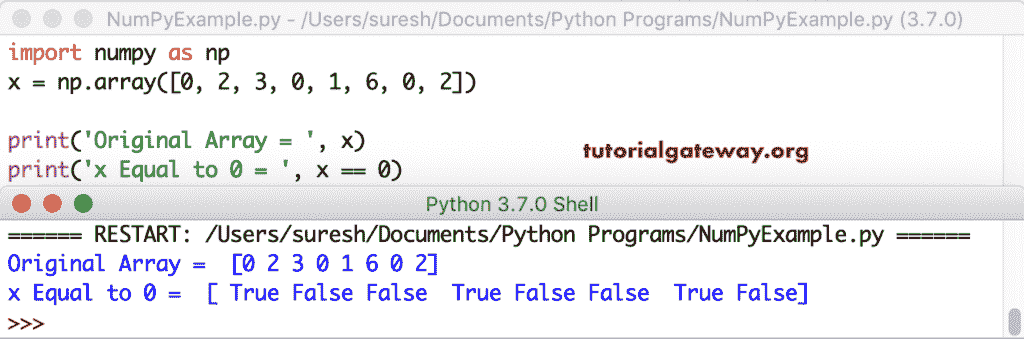 NumPyExample.py - /Users/suresh/Documents/Python Programs/NumPyExample.py (3.7.0)
import numpy as np
x = np.array([0, 2, 3, 0, 1, 6, 0, 2])
print('Original Array = ', x)
tutorialgateway.org
print('x Equal to 0 = ', x == 0)
Python 3.7.0 Shell
====== RESTART: /Users/suresh/Documents/Python Programs/NumPyExample.py ======
Original Array =  [0 2 3 0 1 6 0 2]
x Equal to 0 =  [ True False False  True False False  True False]
>>>